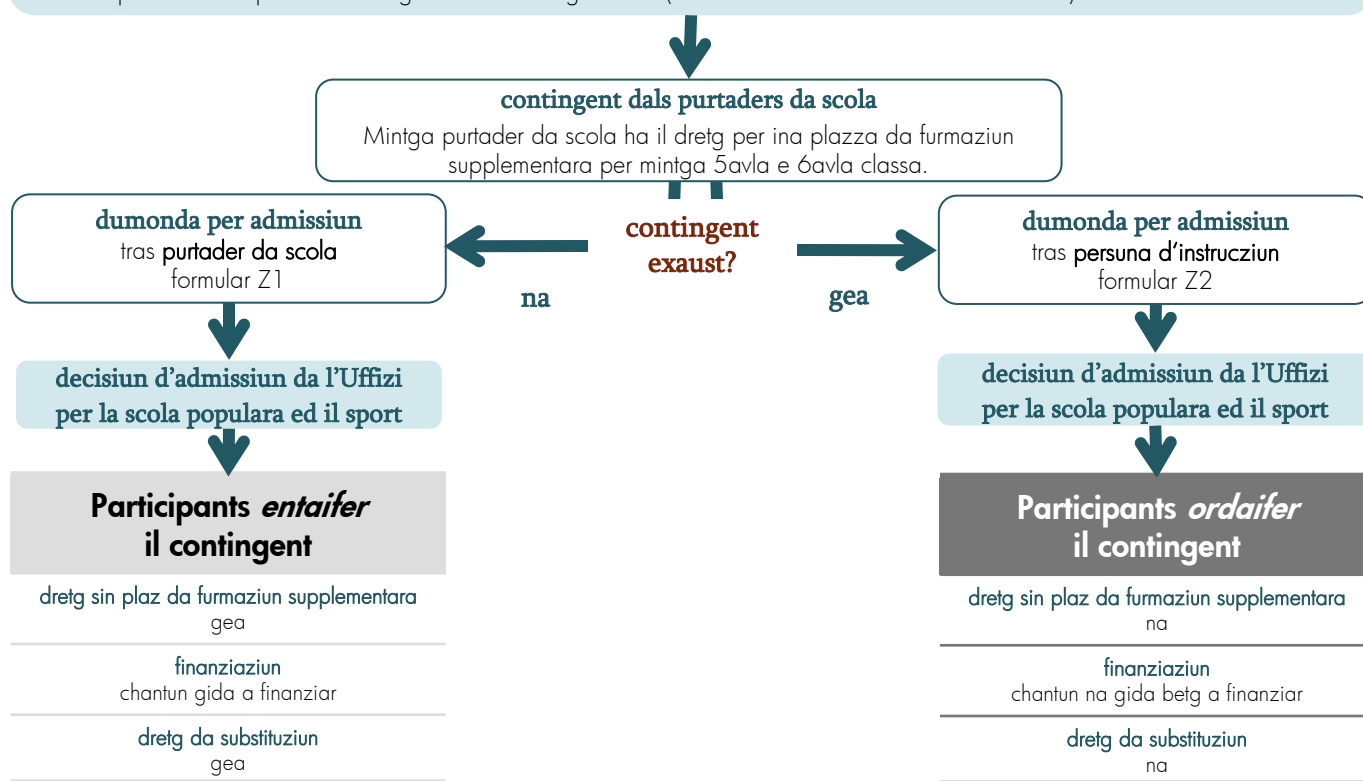 contingent dals purtaders da scola
Mintga purtader da scola ha il dretg per ina plazza da furmaziun
supplementara per mintga 5avla e 6avla classa.
dumonda per admissiun
tras purtader da scola
formular Z1
contingent
exaust?
na
gea
dumonda per admissiun
tras persuna d'instrucziun
formular Z2
decisiun d'admissiun da l'Uffizi
per la scola populara ed il sport
decisiun d'admissiun da l'Uffizi
per la scola populara ed il sport
Participants entaifer
il contingent
dretg sin plaz da furmaziun supplementara
gea
finanziaziun
chantun gida a finanziar
dretg da substituziun
gea
Participants ordaifer
il contingent
dretg sin plaz da furmaziun supplementara
na
finanziaziun
chantun na gida betg a finanziar
dretg da substituziun
na